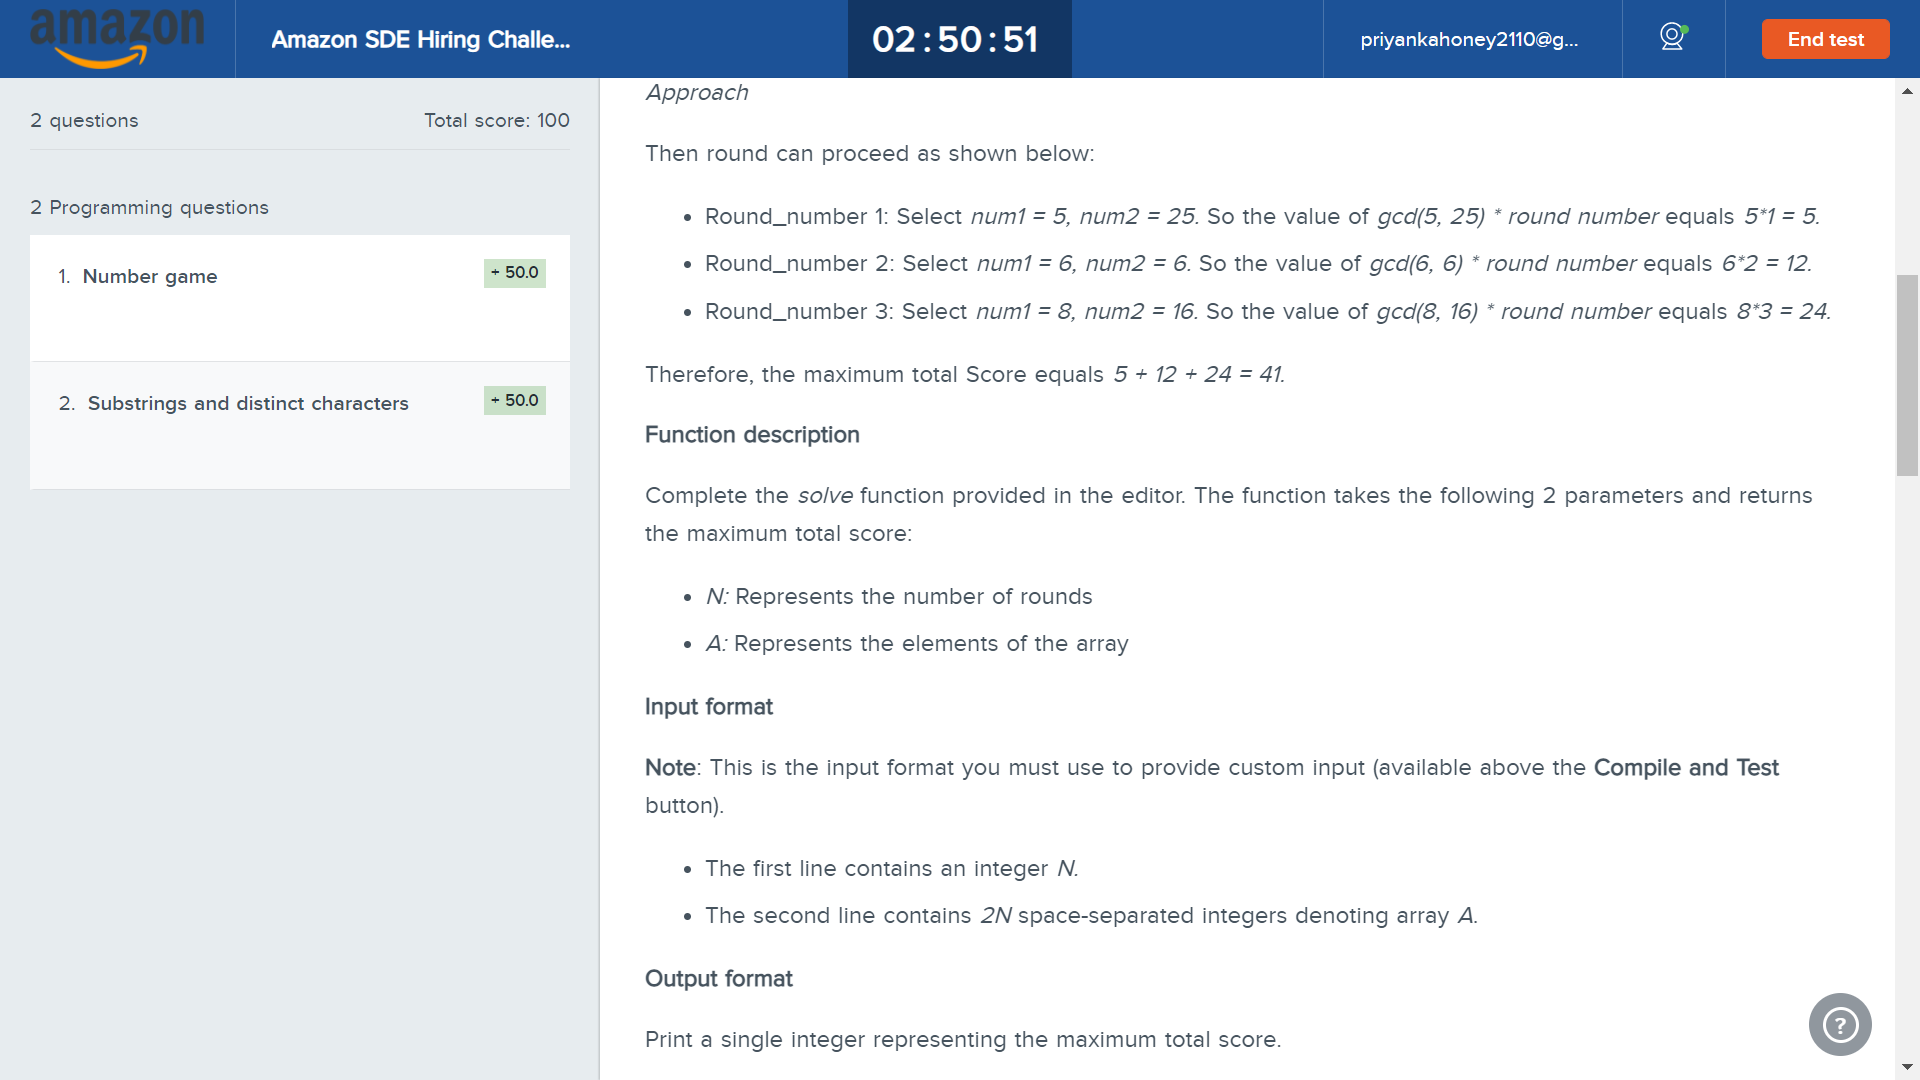 amazon
Amazon SDE Hiring Challe...
02:50:51
priyankahoney2110@g...
End test
2 questions
Total score: 100
2 Programming questions
1. Number game
+ 50.0
2. Substrings and distinct characters
+ 50.0
Approach
Then round can proceed as shown below:
• Round_number 1: Select num1 = 5, num2 = 25. So the value of gcd(5, 25) * round number equals 5*1 = 5.
• Round_number 2: Select num1 = 6, num2 = 6. So the value of gcd(6, 6) * round number equals 6*2 = 12.
• Round_number 3: Select num1 = 8, num2 = 16. So the value of gcd(8, 16) * round number equals 8*3 = 24.
Therefore, the maximum total Score equals 5 + 12 + 24 = 41.
Function description
Complete the solve function provided in the editor. The function takes the following 2 parameters and returns
the maximum total score:
• N: Represents the number of rounds
• A: Represents the elements of the array
Input format
Note: This is the input format you must use to provide custom input (available above the Compile and Test
button).
• The first line contains an integer N.
• The second line contains 2N space-separated integers denoting array A.
Output format
Print a single integer representing the maximum total score.
?